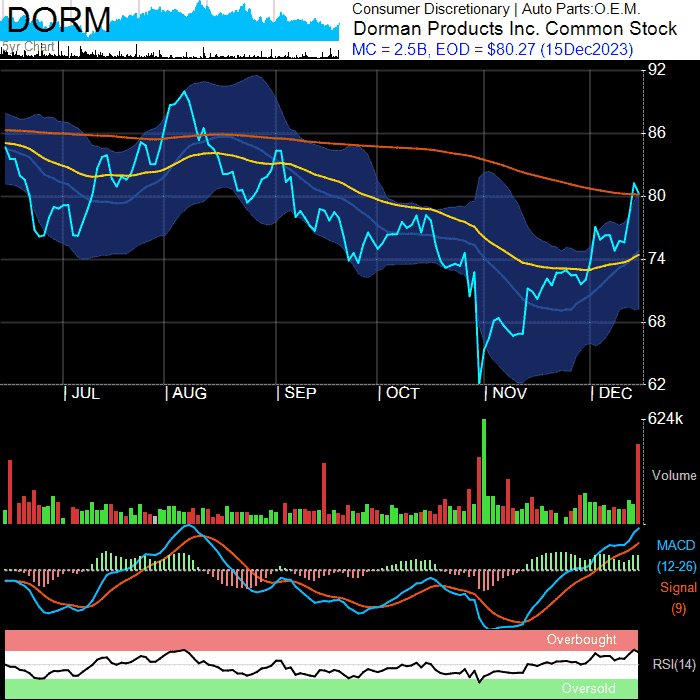 DORM
5yr Chart
Consumer Discretionary | Auto Parts:O.E.M.
Dorman Products Inc. Common Stock
MC = 2.5B, EOD = $80.27 (15Dec2023)
92
86
80
74
68
62
| JUL | AUG | SEP | OCT | NOV | DEC
624k
Volume
MACD
(12-26)
Signal
(9)
Overbought
RSI(14)
Oversold